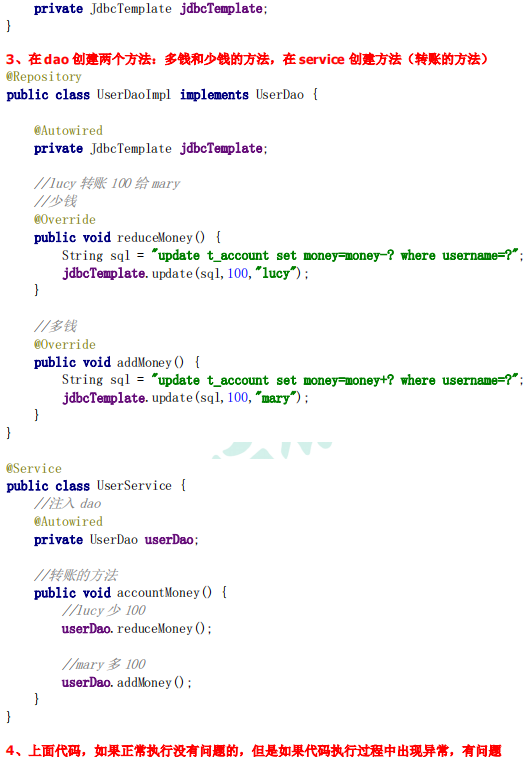 private JdbcTemplate jdbcTemplate;
}
3、在 dao 创建两个方法：多钱和少钱的方法，在 service 创建方法（转账的方法）
@Repository
public class UserDaoImpl implements UserDao {
@Autowired
private JdbcTemplate jdbcTemplate;
//lucy 转账 100 给 mary
//少钱
@Override
public void reduceMoney() {
String sql = "update t_account set money=money-? where username=?";
jdbcTemplate.update(sql,100,"lucy");
}
//多钱
@Override
public void addMoney() {
String sql = "update t_account set money=money+? where username=?";
jdbcTemplate.update(sql,100,"mary");
}
}
@Service
public class UserService {
//注入 dao
@Autowired
private UserDao userDao;
//转账的方法
public void accountMoney() {
//lucy 少 100
userDao.reduceMoney();
//mary 多 100
userDao.addMoney();
}
}
4、上面代码，如果正常执行没有问题的，但是如果代码执行过程中出现异常，有问题